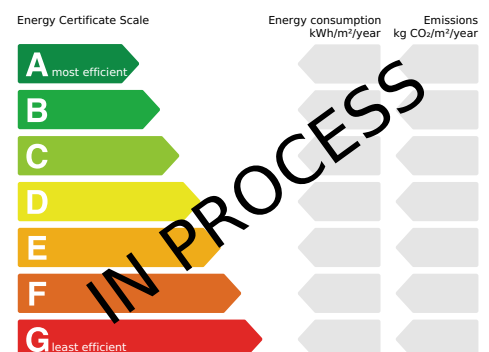 Energy Certificate Scale
Energy consumption
kWh/m²/year
Emissions
kg CO₂/m²/year
A most efficient
B
C
D
E
F
G least efficient
IN PROCESS